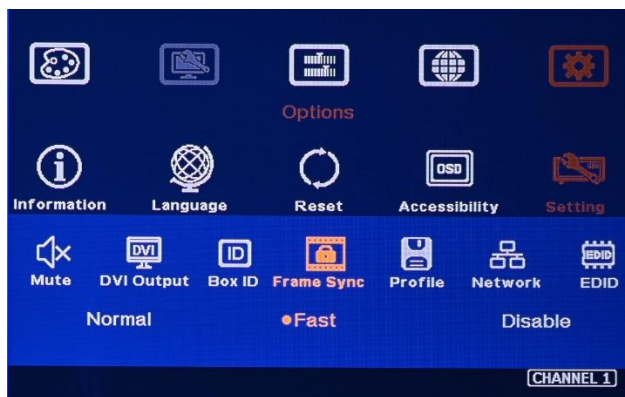 Options
OSD
Information Language Reset Accessibility Setting
DVI ID EDID
Mute DVI Output Box ID Frame Sync Profile Network EDID
Normal •Fast Disable
CHANNEL 1